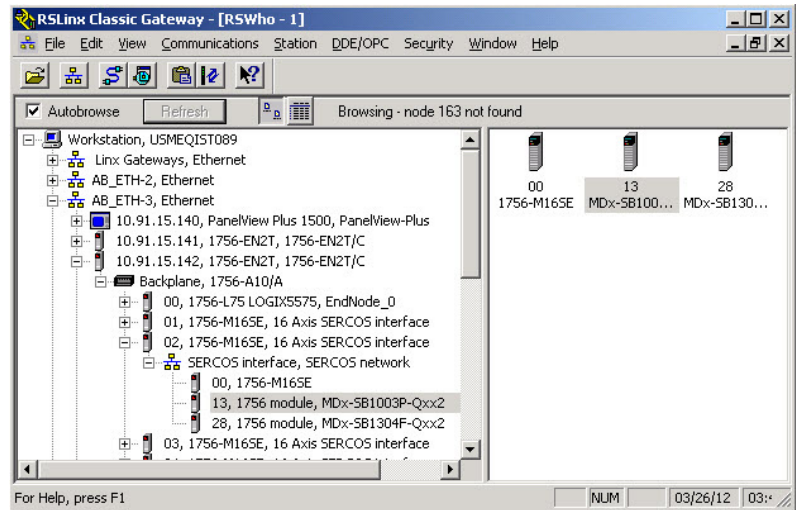 RSLinx Classic Gateway - [RSWho - 1]
File Edit View Communications Station DDE/OPC Security Window Help
Autobrowse Refresh Browsing - node 163 not found
Workstation, USMEQIST089
Linx Gateways, Ethernet
AB_ETH-2, Ethernet
AB_ETH-3, Ethernet
10.91.15.140, PanelView Plus 1500, PanelView-Plus
10.91.15.141, 1756-EN2T, 1756-EN2T/C
10.91.15.142, 1756-EN2T, 1756-EN2T/C
Backplane, 1756-A10/A
00, 1756-L75 LOGIX5575, EndNode_0
01, 1756-M16SE, 16 Axis SERCOS interface
02, 1756-M16SE, 16 Axis SERCOS interface
SERCOS interface, SERCOS network
00, 1756-M16SE
13, 1756 module, MDx-SB1003P-Qxx2
28, 1756 module, MDx-SB1304F-Qxx2
03, 1756-M16SE, 16 Axis SERCOS interface
00 13 28
1756-M16SE MDx-SB100... MDx-SB130...
For Help, press F1 NUM 03/26/12